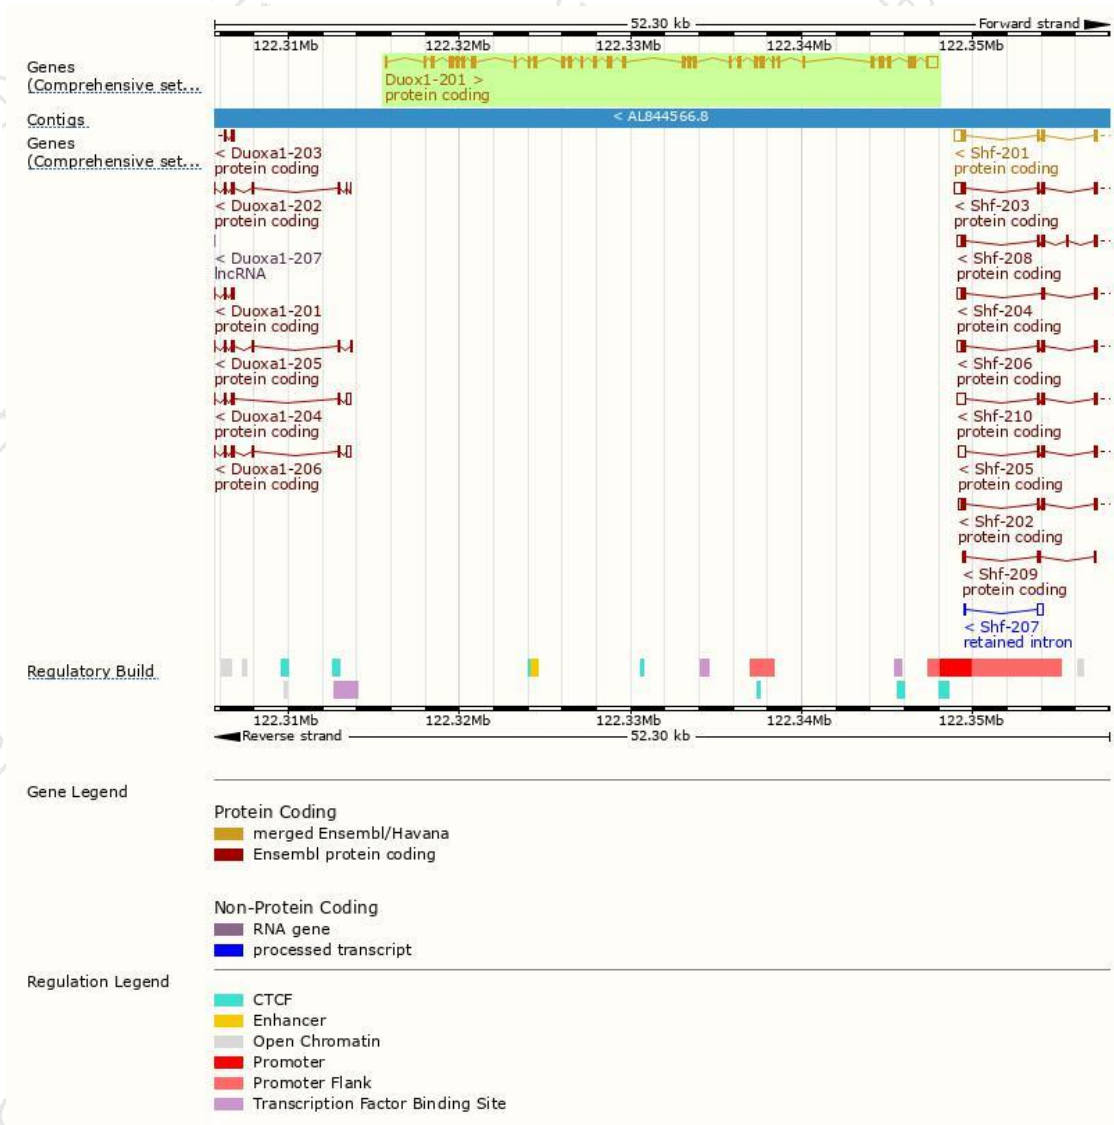 52.30 kb
Forward strand
122.31Mb 122.32Mb 122.33Mb 122.34Mb 122.35Mb
Genes
(Comprehensive set...
Duox1-201 >
protein coding
Contigs
< AL844566.8
Genes
(Comprehensive set...
< Duoxa1-203
protein coding
< Shf-201
protein coding
< Duoxa1-202
protein coding
< Shf-203
protein coding
< Duoxa1-207
lncRNA
< Shf-208
protein coding
< Duoxa1-201
protein coding
< Shf-204
protein coding
< Duoxa1-205
protein coding
< Shf-206
protein coding
< Duoxa1-204
protein coding
< Shf-210
protein coding
< Duoxa1-206
protein coding
< Shf-205
protein coding
< Shf-202
protein coding
< Shf-209
protein coding
< Shf-207
retained intron
Regulatory Build
122.31Mb 122.32Mb 122.33Mb 122.34Mb 122.35Mb
Reverse strand
52.30 kb
Gene Legend
Protein Coding
merged Ensembl/Havana
Ensembl protein coding
Non-Protein Coding
RNA gene
processed transcript
Regulation Legend
CTCF
Enhancer
Open Chromatin
Promoter
Promoter Flank
Transcription Factor Binding Site